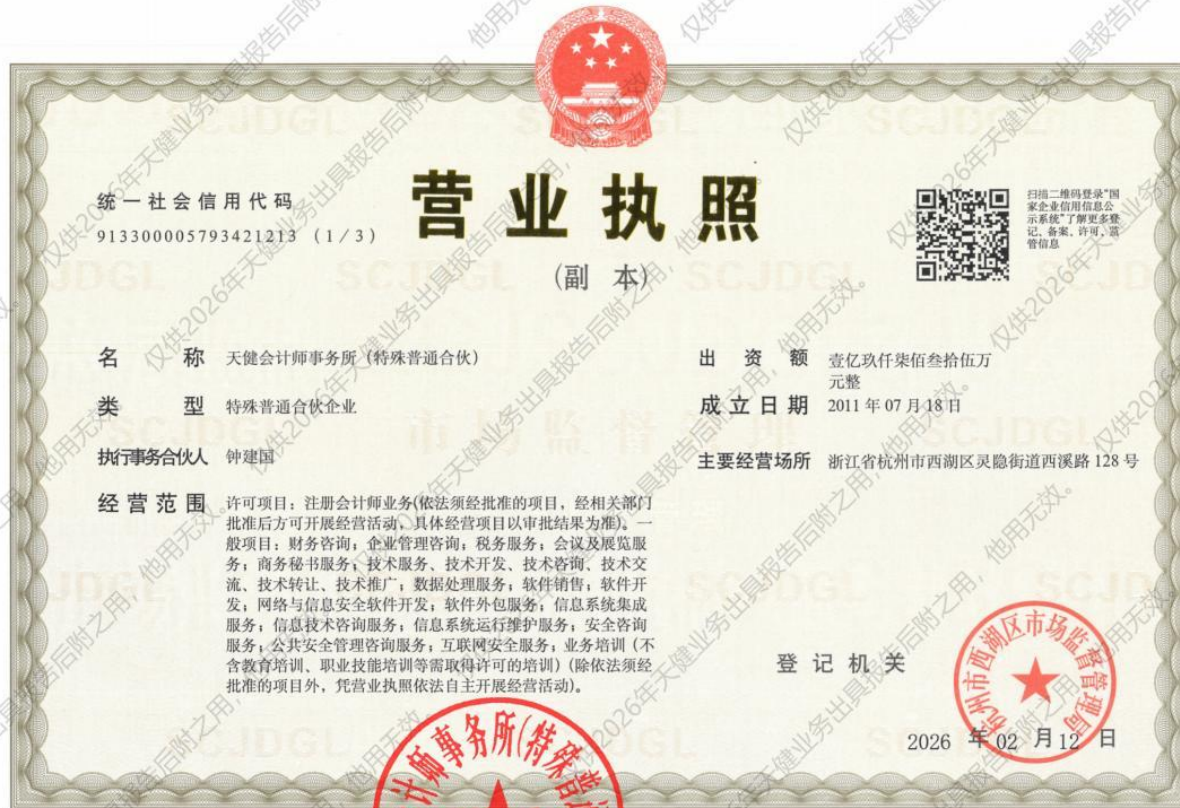 营业执照
(副 本)
统一社会信用代码
913300005793421213 (1/3)
扫描二维码登录“国
家企业信用信息公
示系统”了解更多登
记、备案、许可、监
管信息
名 称 天健会计师事务所(特殊普通合伙)
类 型 特殊普通合伙企业
执行事务合伙人 钟建国
经营范围 许可项目:注册会计师业务(依法须经批准的项目,经相关部门
批准后方可开展经营活动,具体经营项目以审批结果为准)。一
般项目:财务咨询;企业管理咨询;税务服务;会议及展览服
务;商务秘书服务;技术服务、技术开发、技术咨询、技术交
流、技术转让、技术推广;数据处理服务;软件销售;软件开
发;网络与信息安全软件开发;软件外包服务;信息系统集成
服务;信息技术咨询服务;信息系统运行维护服务;安全咨询
服务;公共安全管理咨询服务;互联网安全服务;业务培训(不
含教育培训、职业技能培训等需取得许可的培训)(除依法须经
批准的项目外,凭营业执照依法自主开展经营活动)。
出 资 额 壹亿玖仟柒佰叁拾伍万
元整
成立日期 2011年07月18日
主要经营场所 浙江省杭州市西湖区灵隐街道西溪路128号
登记机关
杭州市西湖区市场监督管理局
2026 年 02 月 12 日
计师事务所(特殊普
仅供2026年天健业务出具报告后附之用,他用无效。
SCJDGL
市场监督管理